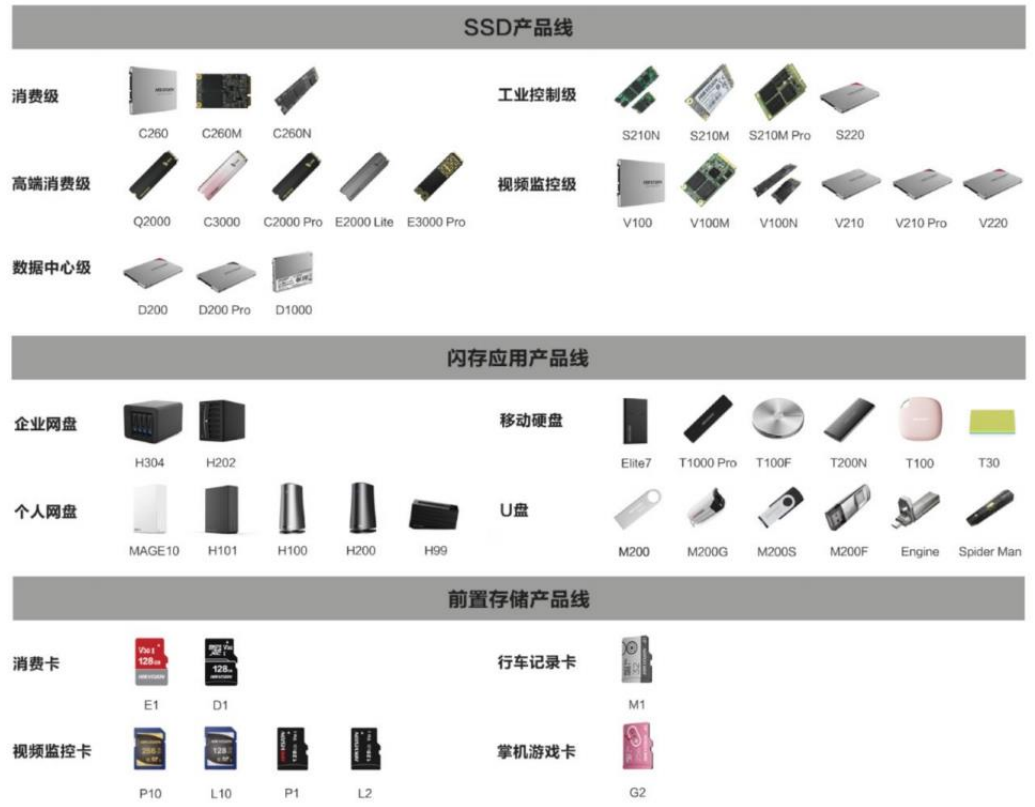 SSD产品线
消费级
C260 C260M C260N
工业控制级
S210N S210M S210M Pro S220
高端消费级
Q2000 C3000 C2000 Pro E2000 Lite E3000 Pro
视频监控级
V100 V100M V100N V210 V210 Pro V220
数据中心级
D200 D200 Pro D1000
闪存应用产品线
企业网盘
H304 H202
移动硬盘
Elite7 T1000 Pro T100F T200N T100 T30
个人网盘
MAGE10 H101 H100 H200 H99
U盘
M200 M200G M200S M200F Engine Spider Man
前置存储产品线
消费卡
128
128
E1 D1
行车记录卡
M1
视频监控卡
128
P10 L10 P1 L2
掌机游戏卡
G2